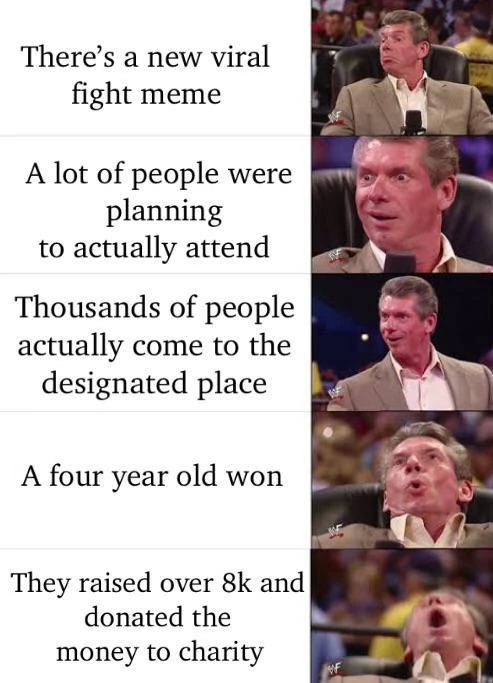 There’s a new viral
fight meme
A lot of people were
planning
to actually attend
Thousands of people
actually come to the
designated place
A four year old won
They raised over 8k and
donated the
money to charity